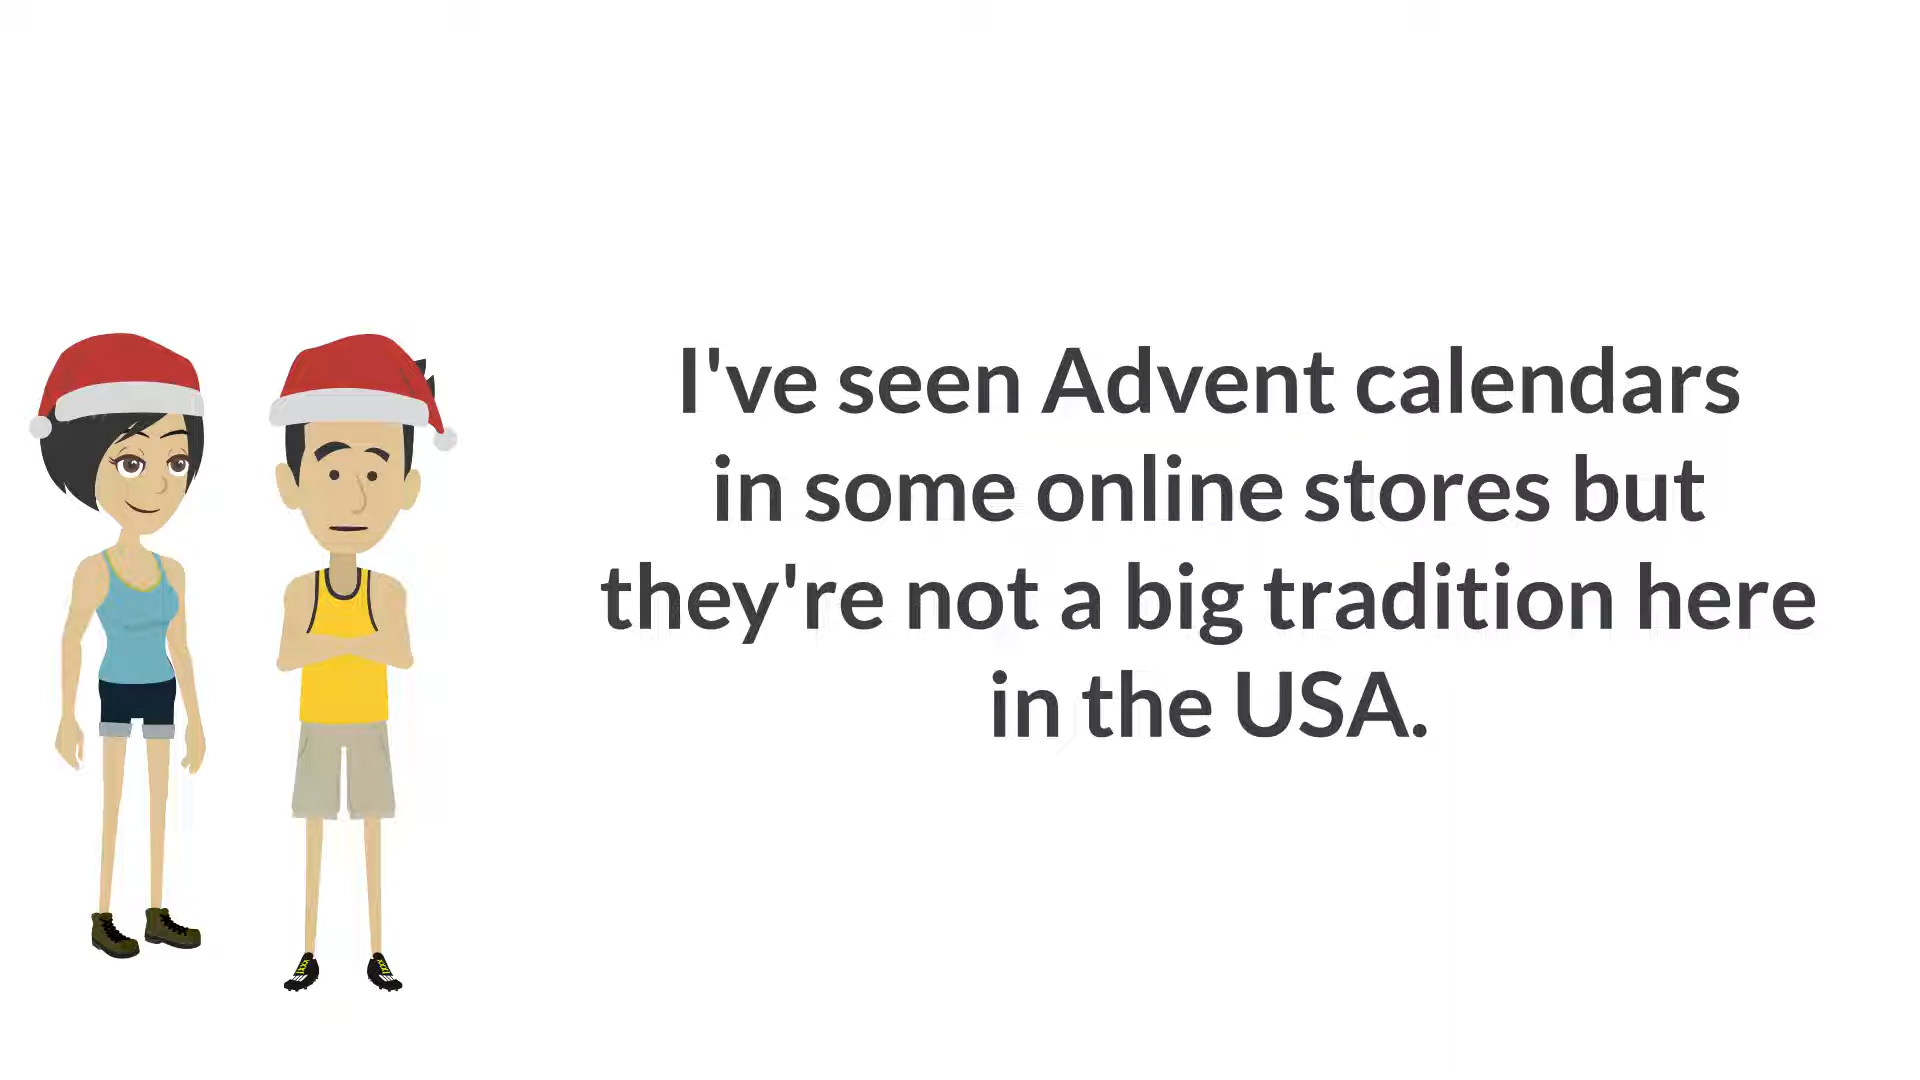 I've seen Advent calendars
in some online stores but
they're not a big tradition here
in the USA.